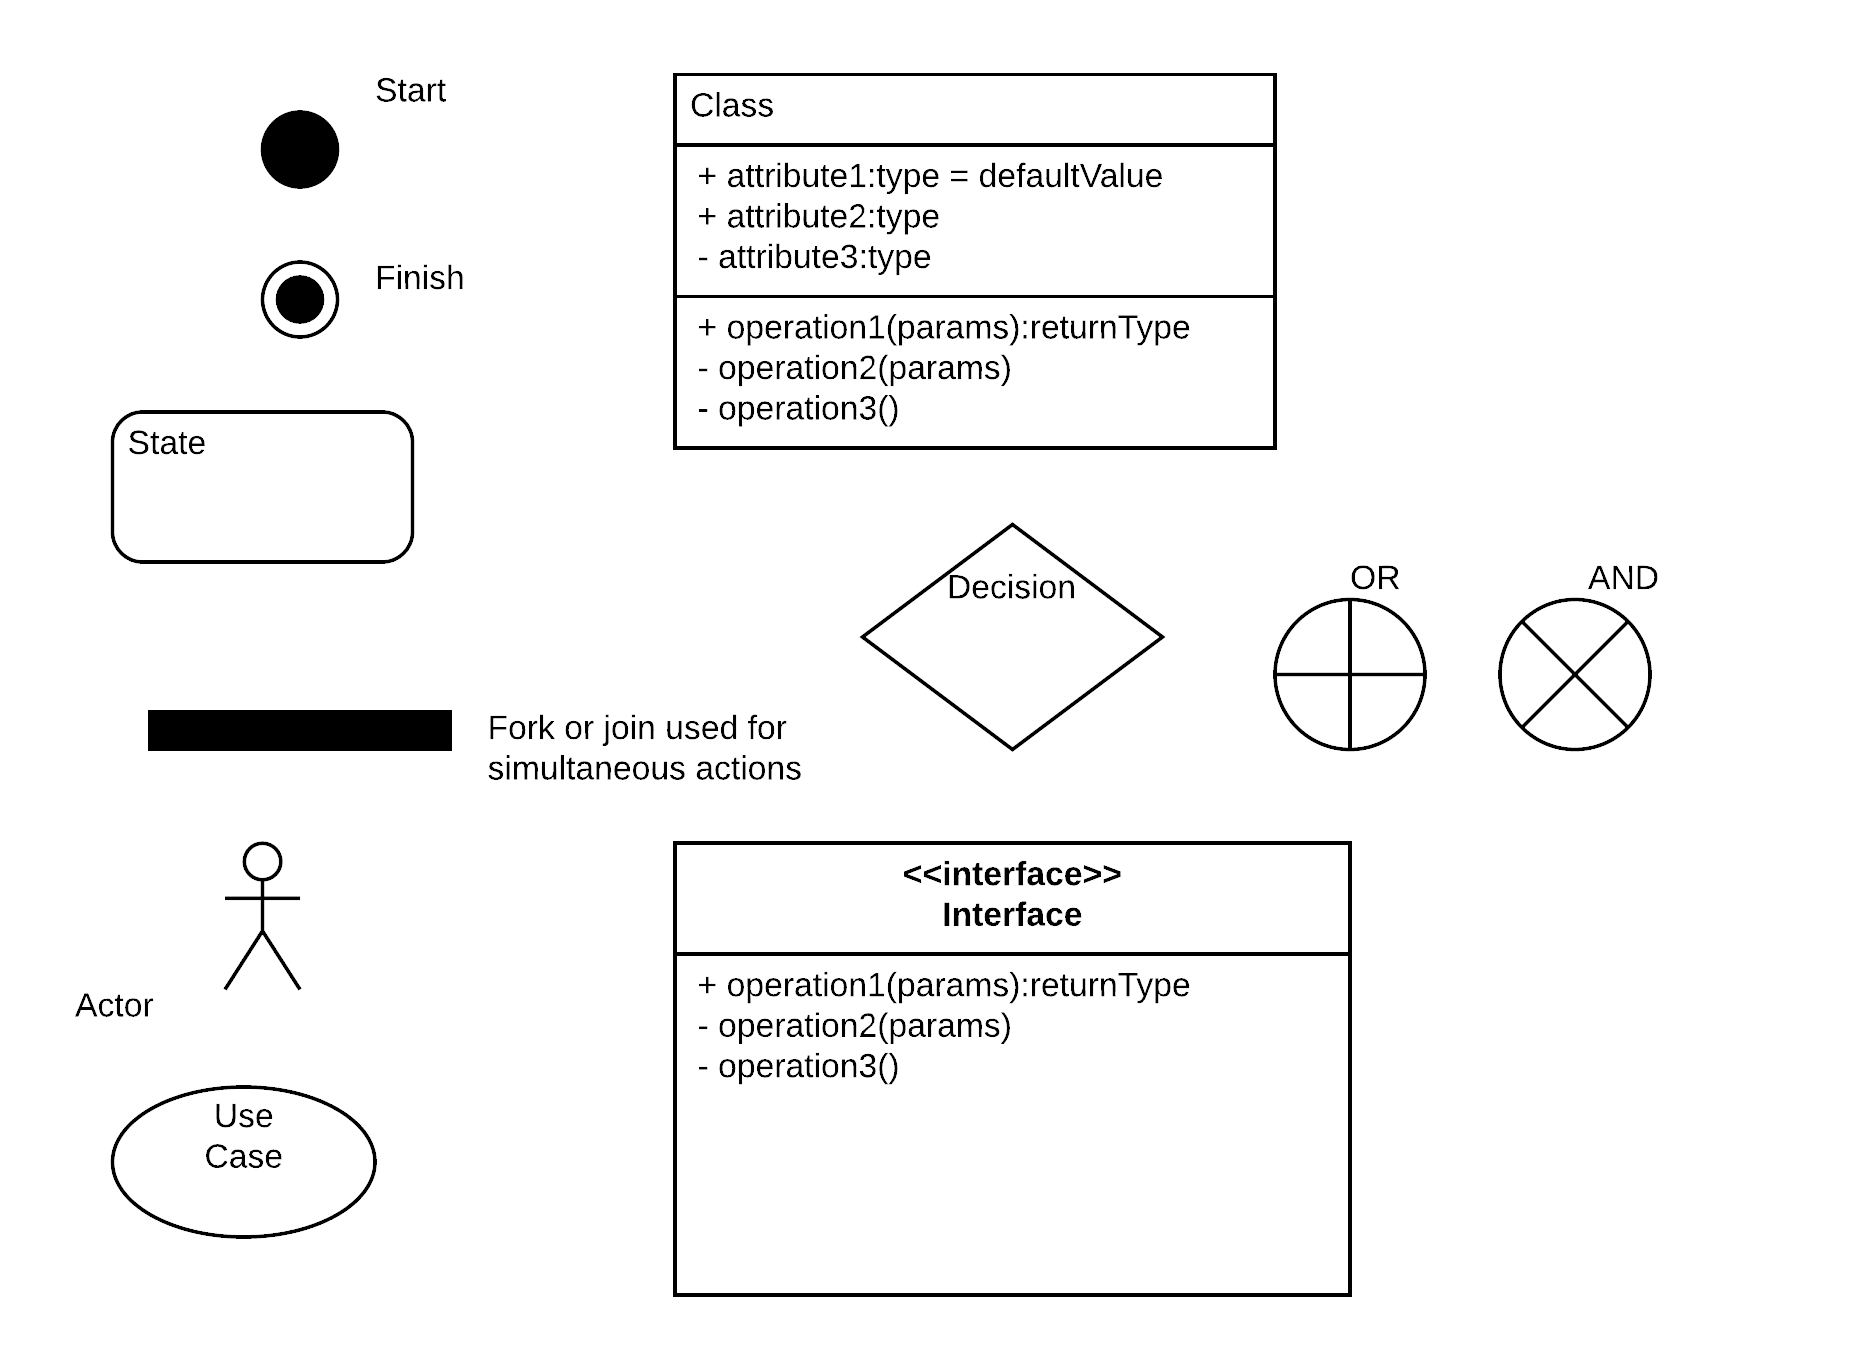 Start
Finish
State
Fork or join used for
simultaneous actions
Actor
Use
Case
Class
+ attribute1:type = defaultValue
+ attribute2:type
- attribute3:type
+ operation1(params):returnType
- operation2(params)
- operation3()
Decision
OR
AND
<<interface>>
Interface
+ operation1(params):returnType
- operation2(params)
- operation3()